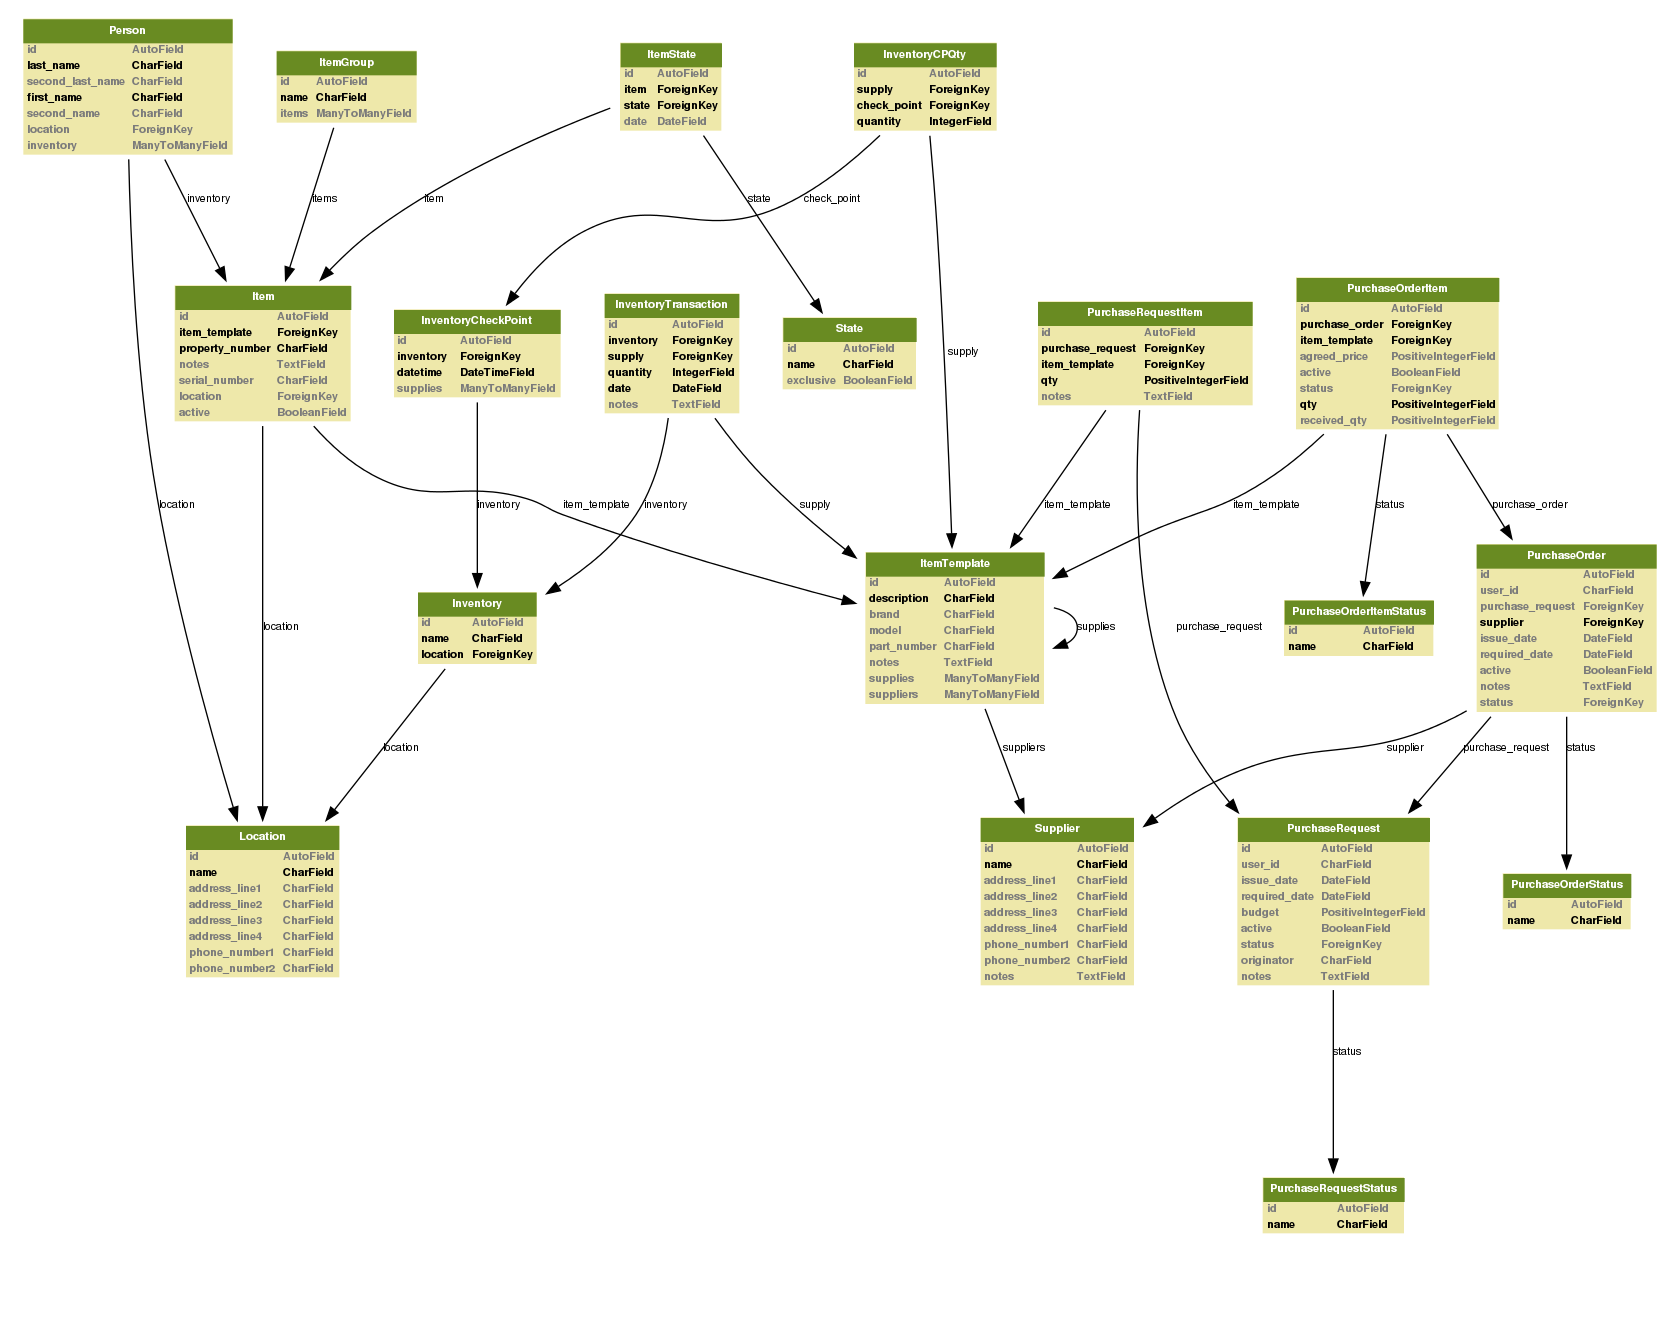 Person
id AutoField
last_name CharField
second_last_name CharField
first_name CharField
second_name CharField
location ForeignKey
inventory ManyToManyField
ItemGroup
id AutoField
name CharField
items ManyToManyField
ItemState
id AutoField
item ForeignKey
state ForeignKey
date DateField
InventoryCPQty
id AutoField
supply ForeignKey
check_point ForeignKey
quantity IntegerField
inventory
items
item
state
check_point
Item
id AutoField
item_template ForeignKey
property_number CharField
notes TextField
serial_number CharField
location ForeignKey
active BooleanField
InventoryCheckPoint
id AutoField
inventory ForeignKey
datetime DateTimeField
supplies ManyToManyField
InventoryTransaction
id AutoField
inventory ForeignKey
supply ForeignKey
quantity IntegerField
date DateField
notes TextField
State
id AutoField
name CharField
exclusive BooleanField
supply
PurchaseRequestItem
id AutoField
purchase_request ForeignKey
item_template ForeignKey
qty PositiveIntegerField
notes TextField
PurchaseOrderItem
id AutoField
purchase_order ForeignKey
item_template ForeignKey
agreed_price PositiveIntegerField
active BooleanField
status ForeignKey
qty PositiveIntegerField
received_qty PositiveIntegerField
location
inventory
item_template
inventory
supply
item_template
item_template
status
purchase_order
Inventory
id AutoField
name CharField
location ForeignKey
ItemTemplate
id AutoField
description CharField
brand CharField
model CharField
part_number CharField
notes TextField
supplies ManyToManyField
suppliers ManyToManyField
PurchaseOrderItemStatus
id AutoField
name CharField
PurchaseOrder
id AutoField
user_id CharField
purchase_request ForeignKey
supplier ForeignKey
issue_date DateField
required_date DateField
active BooleanField
notes TextField
status ForeignKey
location
supplies
purchase_request
location
suppliers
supplier
purchase_request
status
Location
id AutoField
name CharField
address_line1 CharField
address_line2 CharField
address_line3 CharField
address_line4 CharField
phone_number1 CharField
phone_number2 CharField
Supplier
id AutoField
name CharField
address_line1 CharField
address_line2 CharField
address_line3 CharField
address_line4 CharField
phone_number1 CharField
phone_number2 CharField
notes TextField
PurchaseRequest
id AutoField
user_id CharField
issue_date DateField
required_date DateField
budget PositiveIntegerField
active BooleanField
status ForeignKey
originator CharField
notes TextField
PurchaseOrderStatus
id AutoField
name CharField
status
PurchaseRequestStatus
id AutoField
name CharField